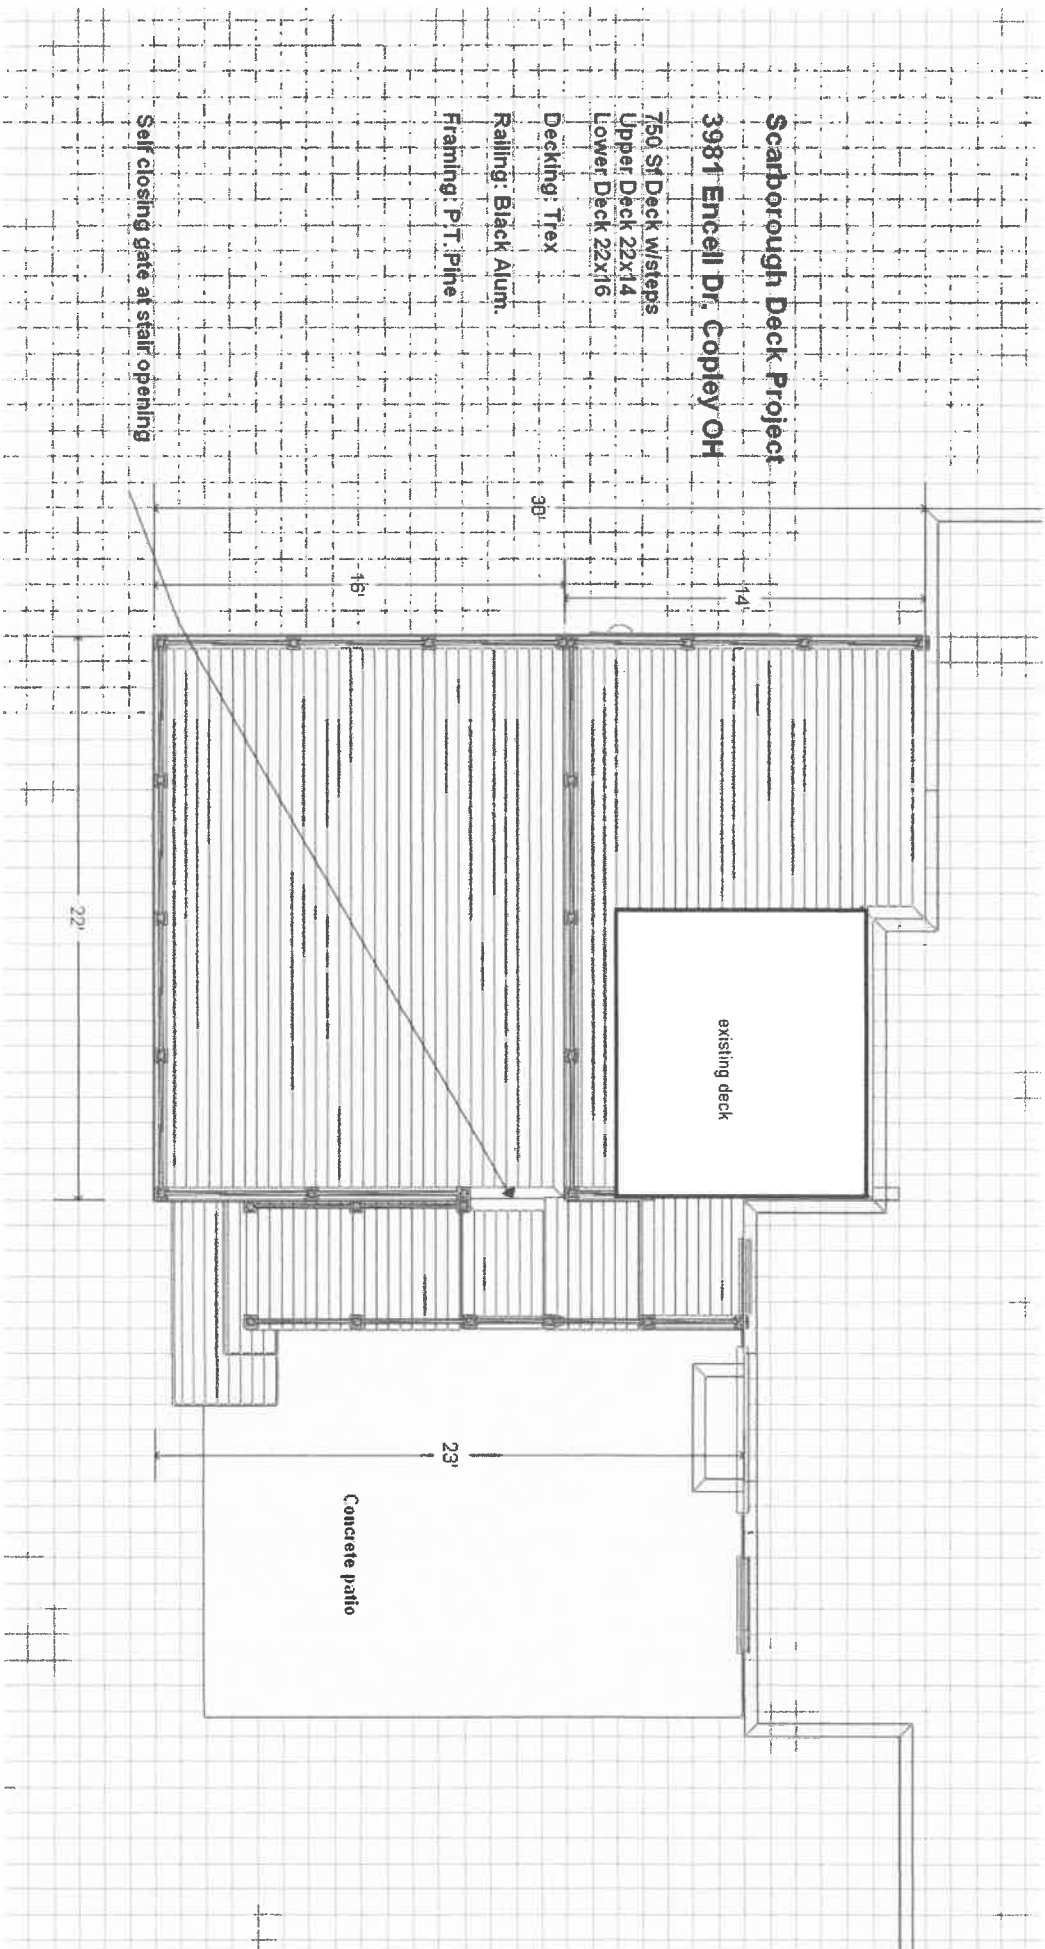 Scarborough Deck Project
3981 Encell Dr, Copley OH
750 Sf Deck w/steps
Upper Deck 22x14
Lower Deck 22x16
Decking: Trex
Railing: Black Alum.
Framing: P.T. Pine
Self closing gate at stair opening
30'
16'
14'
22'
existing deck
23'
Concrete patio